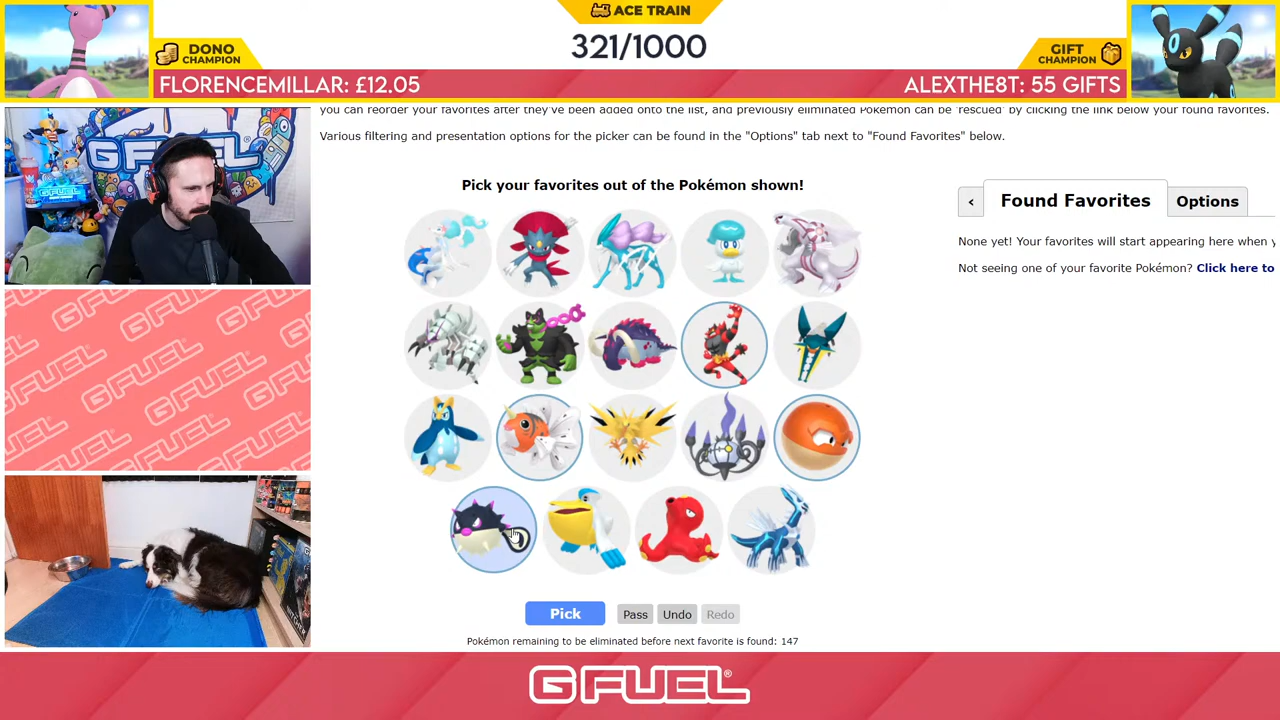 ACE TRAIN
321/1000
DONO
CHAMPION
GIFT
CHAMPION
FLORENCEMILLAR: £12.05
ALEXTHE8T: 55 GIFTS
you can reorder your favorites after they've been added onto the list, and previously eliminated Pokémon can be 'rescued' by clicking the link below your found favorites.
Various filtering and presentation options for the picker can be found in the "Options" tab next to "Found Favorites" below.
Pick your favorites out of the Pokémon shown!
‹
Found Favorites
Options
None yet! Your favorites will start appearing here when y
Not seeing one of your favorite Pokémon? Click here to
Pick
Pass
Undo
Redo
Pokémon remaining to be eliminated before next favorite is found: 147
G FUEL
G FUEL
G FUEL
G FUEL®